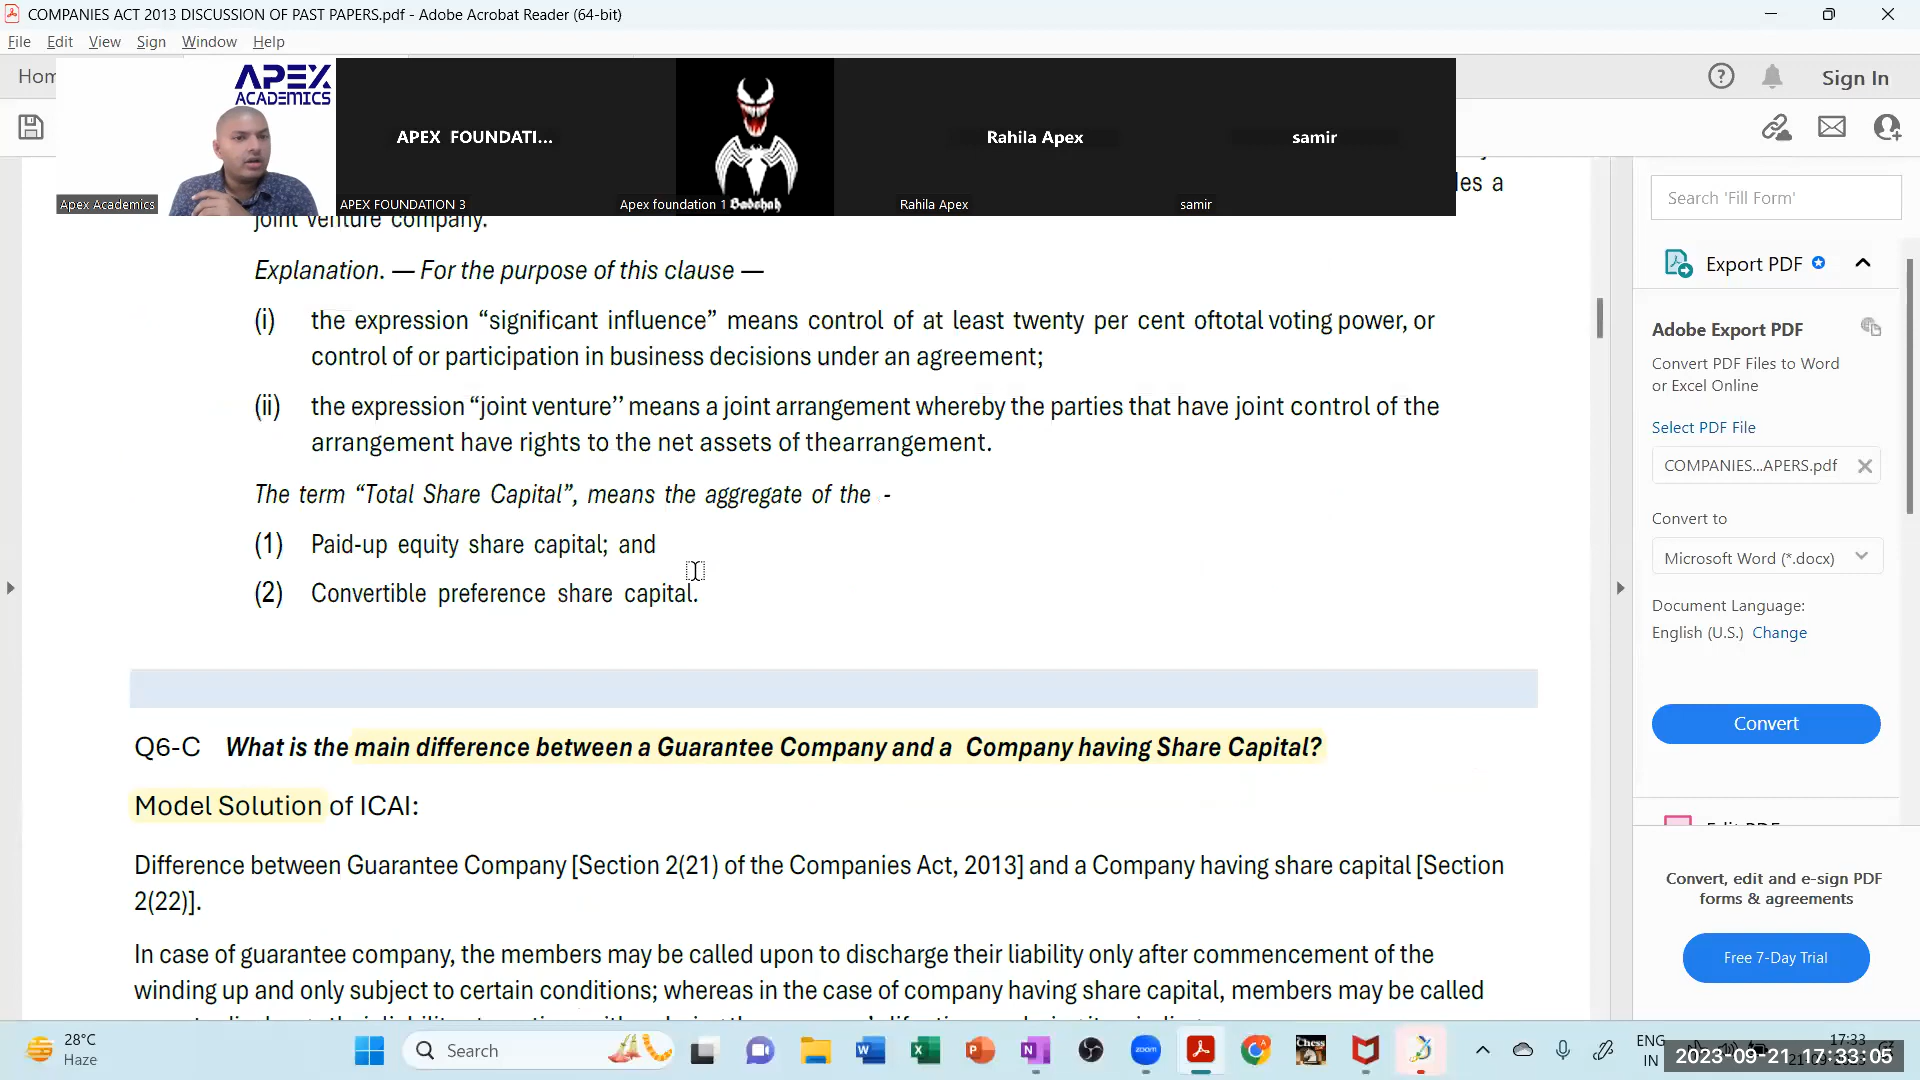 COMPANIES ACT 2013 DISCUSSION OF PAST PAPERS.pdf - Adobe Acrobat Reader (64-bit)
File Edit View Sign Window Help
Hom
Sign In
APEX
ACADEMICS
APEX FOUNDATI...
Rahila Apex
samir
Apex Academics
APEX FOUNDATION 3
Apex foundation 1
Badshah
Rahila Apex
samir
les a
joint venture company.
Explanation. — For the purpose of this clause —
(i) the expression “significant influence” means control of at least twenty per cent oftotal voting power, or
control of or participation in business decisions under an agreement;
(ii) the expression “joint venture’’ means a joint arrangement whereby the parties that have joint control of the
arrangement have rights to the net assets of thearrangement.
The term “Total Share Capital”, means the aggregate of the -
(1) Paid-up equity share capital; and
(2) Convertible preference share capital.
Q6-C What is the main difference between a Guarantee Company and a Company having Share Capital?
Model Solution of ICAI:
Difference between Guarantee Company [Section 2(21) of the Companies Act, 2013] and a Company having share capital [Section
2(22)].
In case of guarantee company, the members may be called upon to discharge their liability only after commencement of the
winding up and only subject to certain conditions; whereas in the case of company having share capital, members may be called
Search 'Fill Form'
Export PDF
Adobe Export PDF
Convert PDF Files to Word
or Excel Online
Select PDF File
COMPANIES...APERS.pdf
Convert to
Microsoft Word (*.docx)
Document Language:
English (U.S.) Change
Convert
Convert, edit and e-sign PDF
forms & agreements
Free 7-Day Trial
28°C
Haze
Search
zoom
Chess
ENG
IN
17:33
2023-09-21 17:33:05